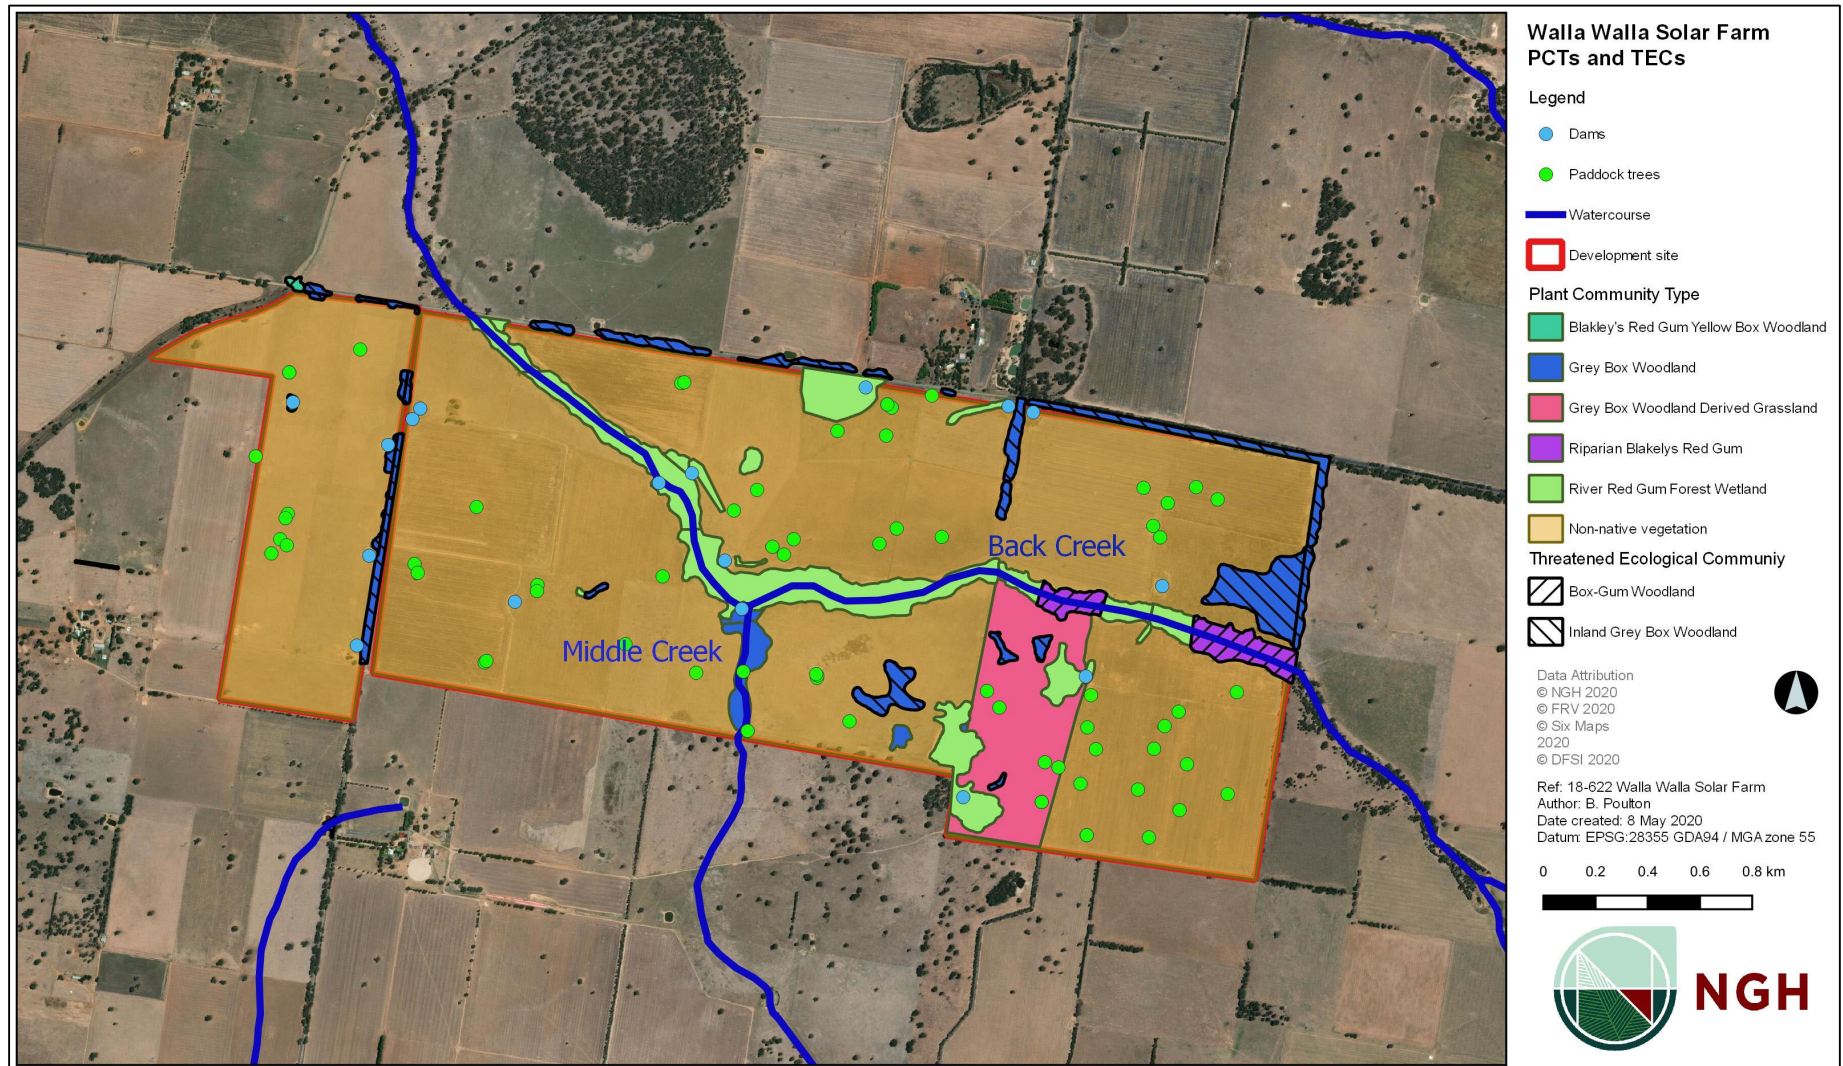 Walla Walla Solar Farm
PCTs and TECs
Legend
Dams
Paddock trees
Watercourse
Development site
Plant Community Type
Blakley's Red Gum Yellow Box Woodland
Grey Box Woodland
Grey Box Woodland Derived Grassland
Riparian Blakelys Red Gum
River Red Gum Forest Wetland
Non-native vegetation
Threatened Ecological Communiy
Box-Gum Woodland
Inland Grey Box Woodland
Data Attribution
© NGH 2020
© FRV 2020
© Six Maps
2020
© DFSI 2020
Ref: 18-622 Walla Walla Solar Farm
Author: B. Poulton
Date created: 8 May 2020
Datum: EPSG:28355 GDA94 / MGA zone 55
0 0.2 0.4 0.6 0.8 km
NGH
Back Creek
Middle Creek